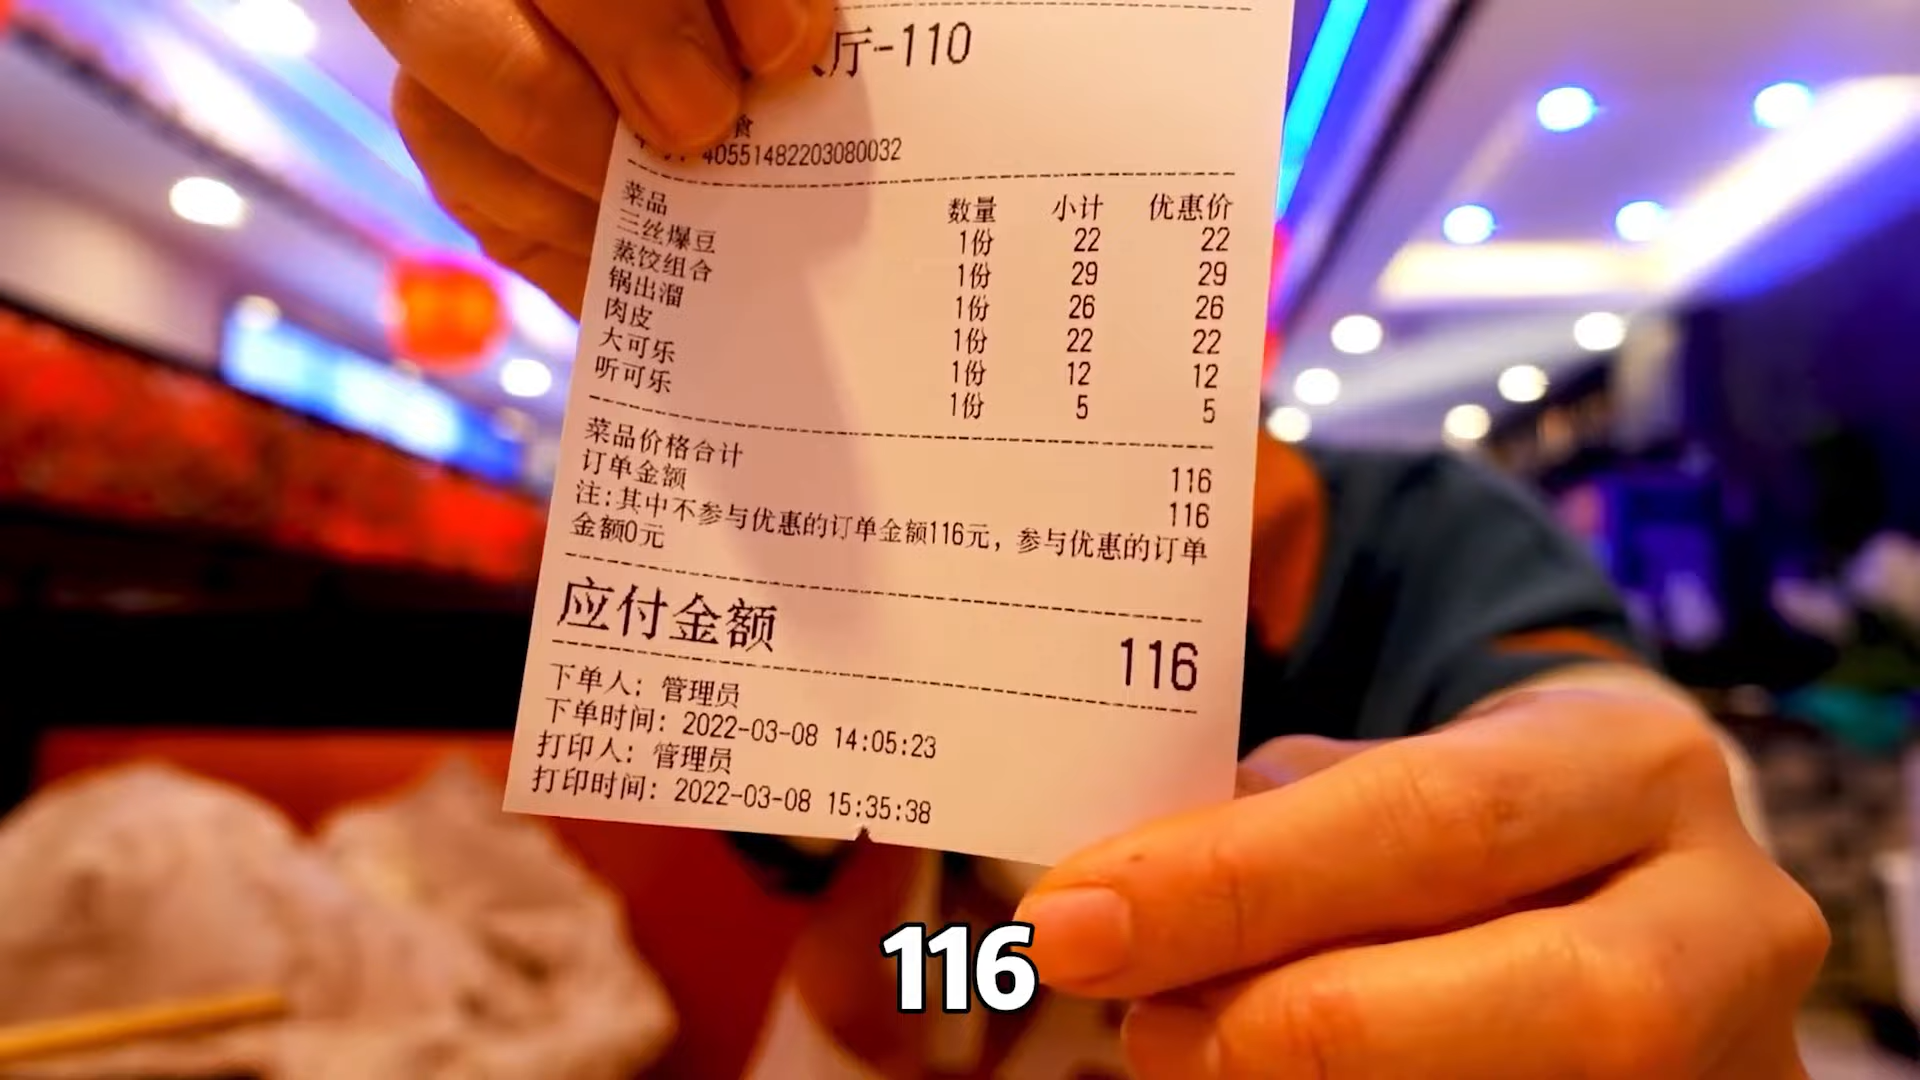 厅-110
食
40551482203080032
菜品 数量 小计 优惠价
三丝爆豆 1份 22 22
蒸饺组合 1份 29 29
锅出溜 1份 26 26
肉皮 1份 22 22
大可乐 1份 12 12
听可乐 1份 5 5
菜品价格合计 116
订单金额 116
注:其中不参与优惠的订单金额116元，参与优惠的订单
金额0元
应付金额 116
下单人: 管理员
下单时间: 2022-03-08 14:05:23
打印人: 管理员
打印时间: 2022-03-08 15:35:38
116